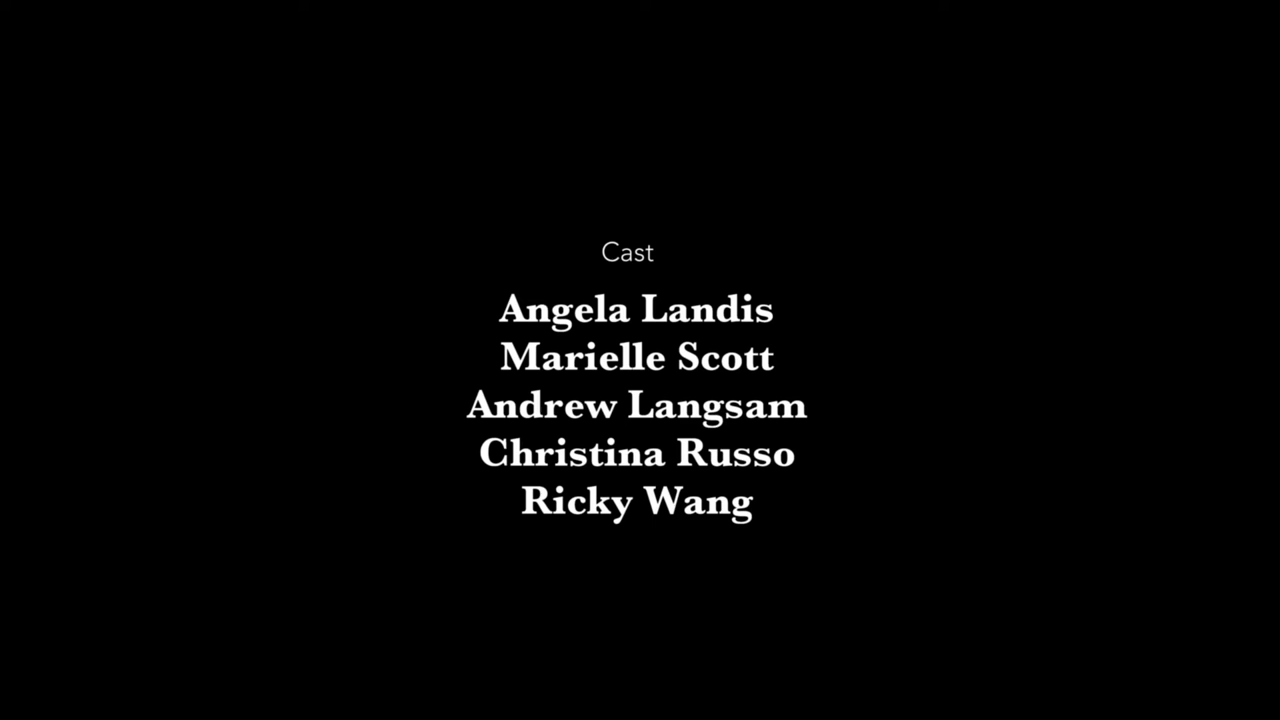 Cast
Angela Landis
Marielle Scott
Andrew Langsam
Christina Russo
Ricky Wang